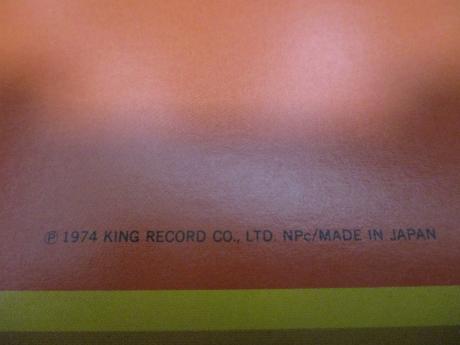 ℗ 1974 KING RECORD CO., LTD. NPc/MADE IN JAPAN